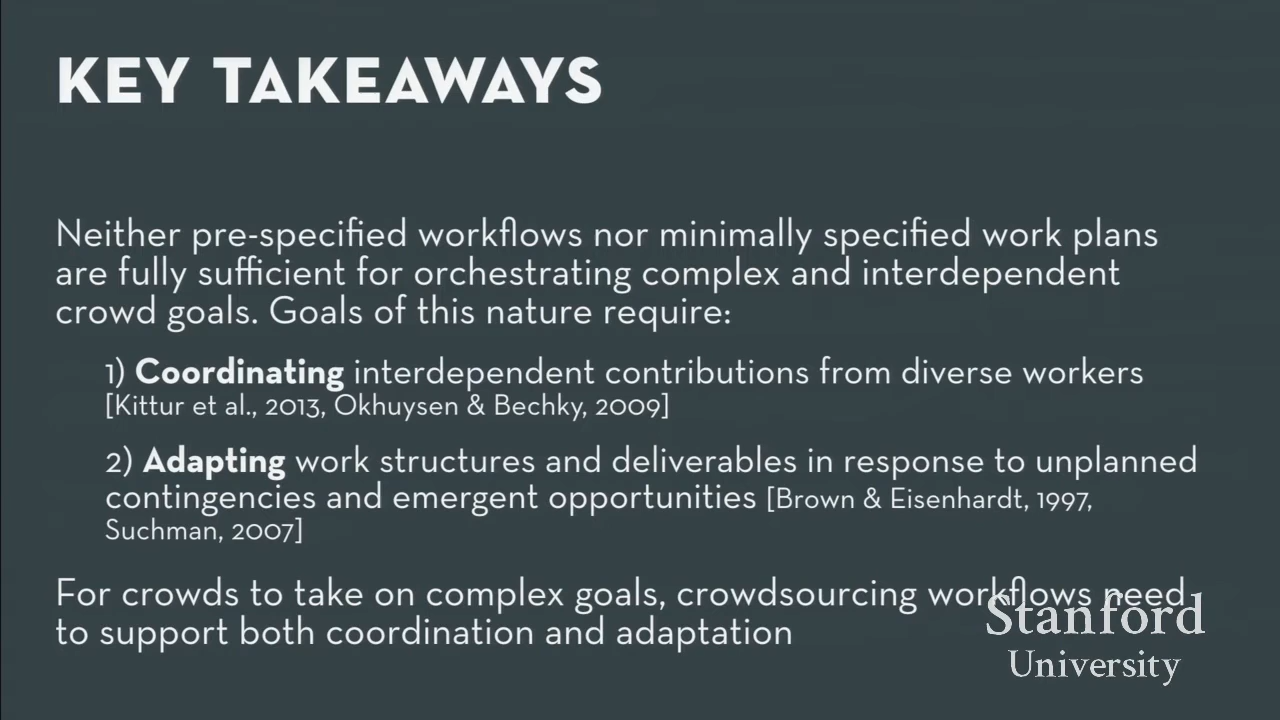 KEY TAKEAWAYS
Neither pre-specified workflows nor minimally specified work plans
are fully sufficient for orchestrating complex and interdependent
crowd goals. Goals of this nature require:
1) Coordinating interdependent contributions from diverse workers
[Kittur et al., 2013, Okhuysen & Bechky, 2009]
2) Adapting work structures and deliverables in response to unplanned
contingencies and emergent opportunities [Brown & Eisenhardt, 1997,
Suchman, 2007]
For crowds to take on complex goals, crowdsourcing workflows need
to support both coordination and adaptation
Stanford
University